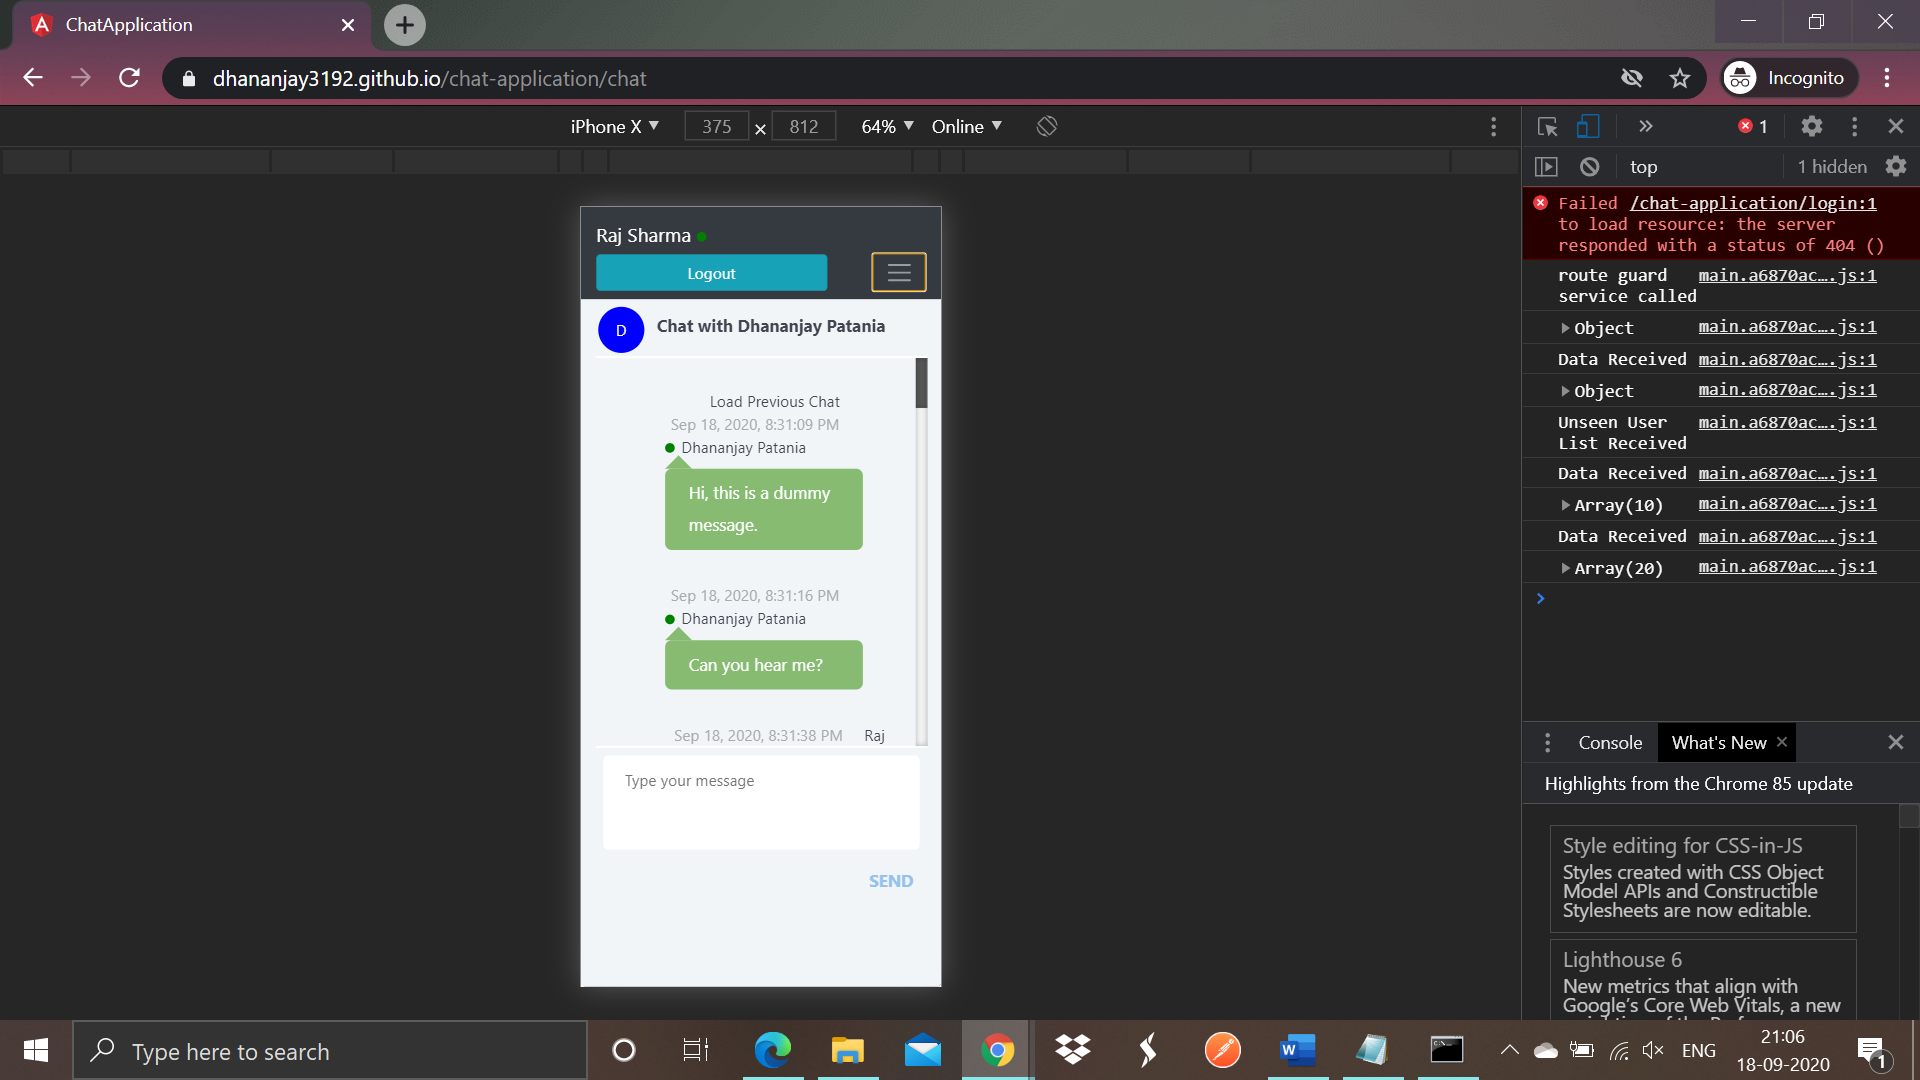 ChatApplication
dhananjay3192.github.io/chat-application/chat
Incognito
iPhone X
375
×
812
64%
Online
1
top
1 hidden
Raj Sharma
Logout
D
Chat with Dhananjay Patania
Load Previous Chat
Sep 18, 2020, 8:31:09 PM
Dhananjay Patania
Hi, this is a dummy
message.
Sep 18, 2020, 8:31:16 PM
Dhananjay Patania
Can you hear me?
Sep 18, 2020, 8:31:38 PM Raj
Type your message
SEND
Failed /chat-application/login:1
to load resource: the server
responded with a status of 404 ()
route guard main.a6870ac….js:1
service called
Object main.a6870ac….js:1
Data Received main.a6870ac….js:1
Object main.a6870ac….js:1
Unseen User main.a6870ac….js:1
List Received
Data Received main.a6870ac….js:1
Array(10) main.a6870ac….js:1
Data Received main.a6870ac….js:1
Array(20) main.a6870ac….js:1
Console
What's New
Highlights from the Chrome 85 update
Style editing for CSS-in-JS
Styles created with CSS Object
Model APIs and Constructible
Stylesheets are now editable.
Lighthouse 6
New metrics that align with
Google's Core Web Vitals, a new
Type here to search
ENG
21:06
18-09-2020
1